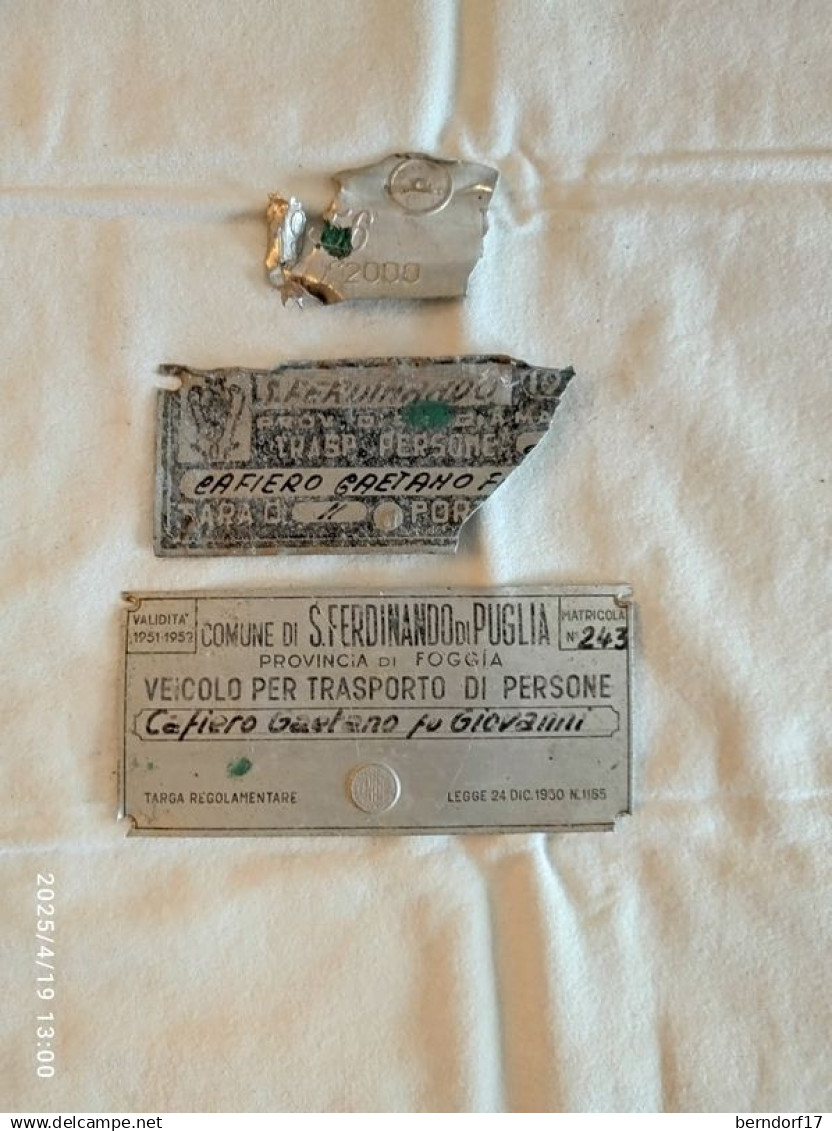 2000
S.FERDINANDO
TRASP. PERSONE
CAFIERO GAETANO F
TARA Q POR
VALIDITA'
1951-1952
COMUNE DI S.FERDINANDO DI PUGLIA
MATRICOLA
N° 243
PROVINCIA DI FOGGIA
VEICOLO PER TRASPORTO DI PERSONE
Cafiero Gaetano fu Giovanni
TARGA REGOLAMENTARE
LEGGE 24 DIC. 1950 N. 1165
2025/4/19 13:00
delcampe.net
berndorf17